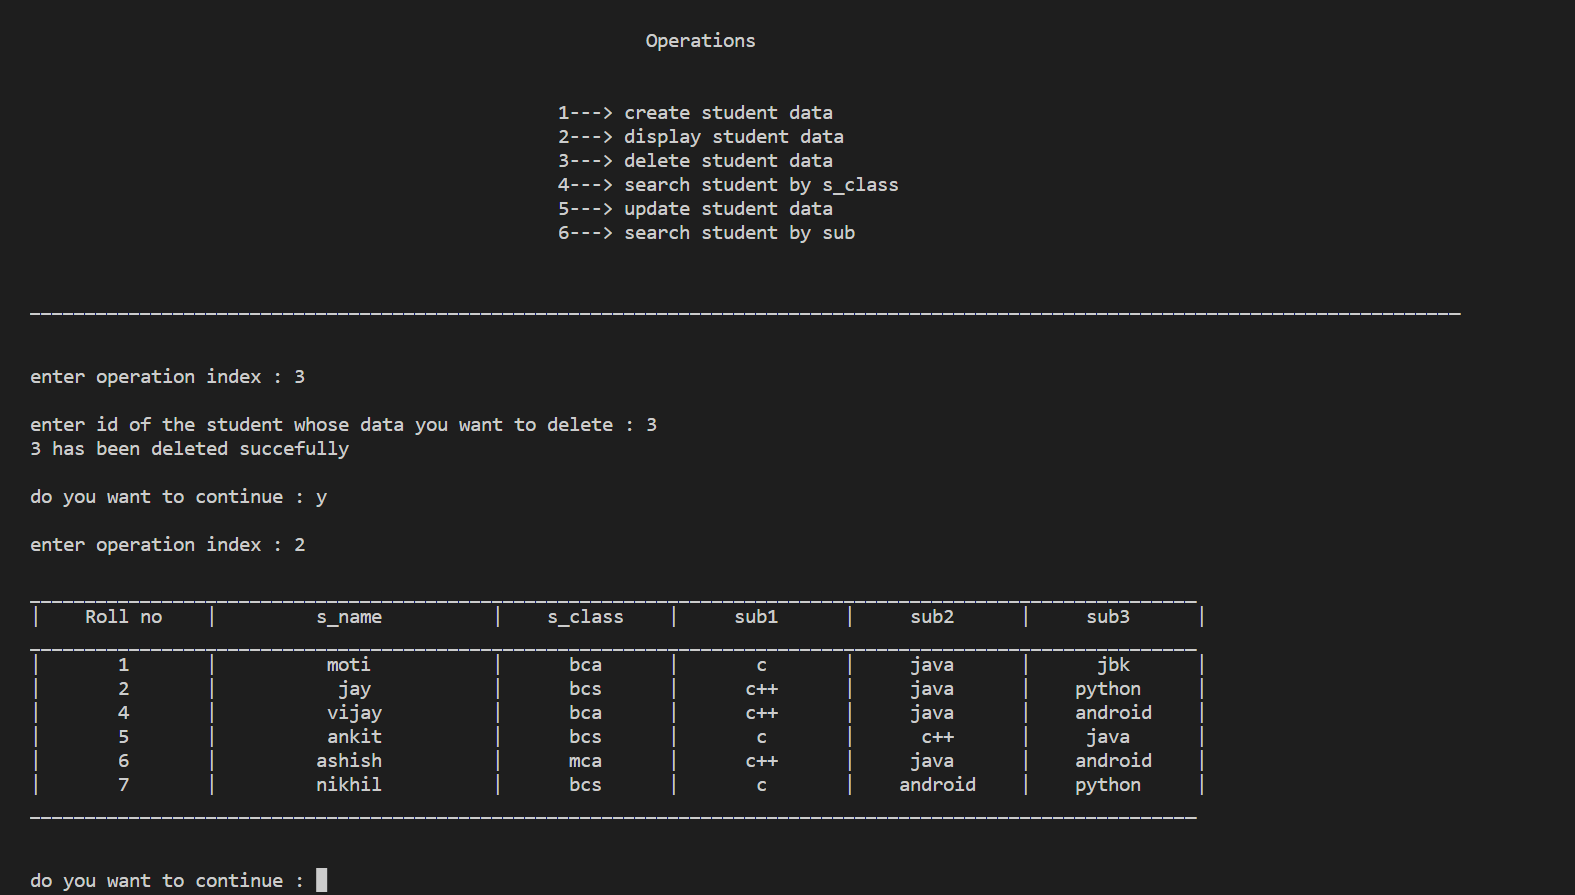 Operations
1---> create student data
2---> display student data
3---> delete student data
4---> search student by s_class
5---> update student data
6---> search student by sub
__________________________________________________________________________________________________________________________________
enter operation index : 3
enter id of the student whose data you want to delete : 3
3 has been deleted succefully
do you want to continue : y
enter operation index : 2
__________________________________________________________________________________________________________
| Roll no | s_name | s_class | sub1 | sub2 | sub3 |
__________________________________________________________________________________________________________
| 1 | moti | bca | c | java | jbk |
| 2 | jay | bcs | c++ | java | python |
| 4 | vijay | bca | c++ | java | android |
| 5 | ankit | bcs | c | c++ | java |
| 6 | ashish | mca | c++ | java | android |
| 7 | nikhil | bcs | c | android | python |
__________________________________________________________________________________________________________
do you want to continue :